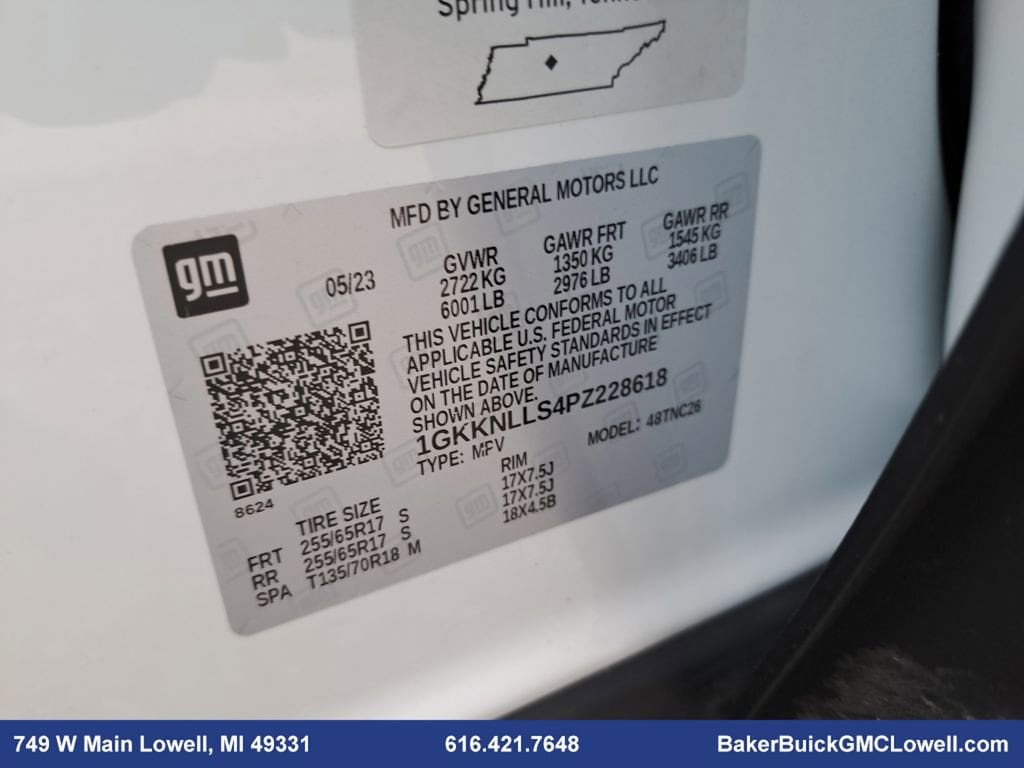 Spring Hill,
MFD BY GENERAL MOTORS LLC
gm
05/23
GVWR
2722 KG
6001 LB
GAWR FRT
1350 KG
2976 LB
GAWR RR
1545 KG
3406 LB
THIS VEHICLE CONFORMS TO ALL
APPLICABLE U.S. FEDERAL MOTOR
VEHICLE SAFETY STANDARDS IN EFFECT
ON THE DATE OF MANUFACTURE
SHOWN ABOVE.
1GKKNLLS4PZ228618
TYPE: MPV
MODEL: 48TNC26
8624
TIRE SIZE RIM
FRT 255/65R17 S 17X7.5J
RR 255/65R17 S 17X7.5J
SPA T135/70R18 M 18X4.5B
749 W Main Lowell, MI 49331
616.421.7648
BakerBuickGMCLowell.com